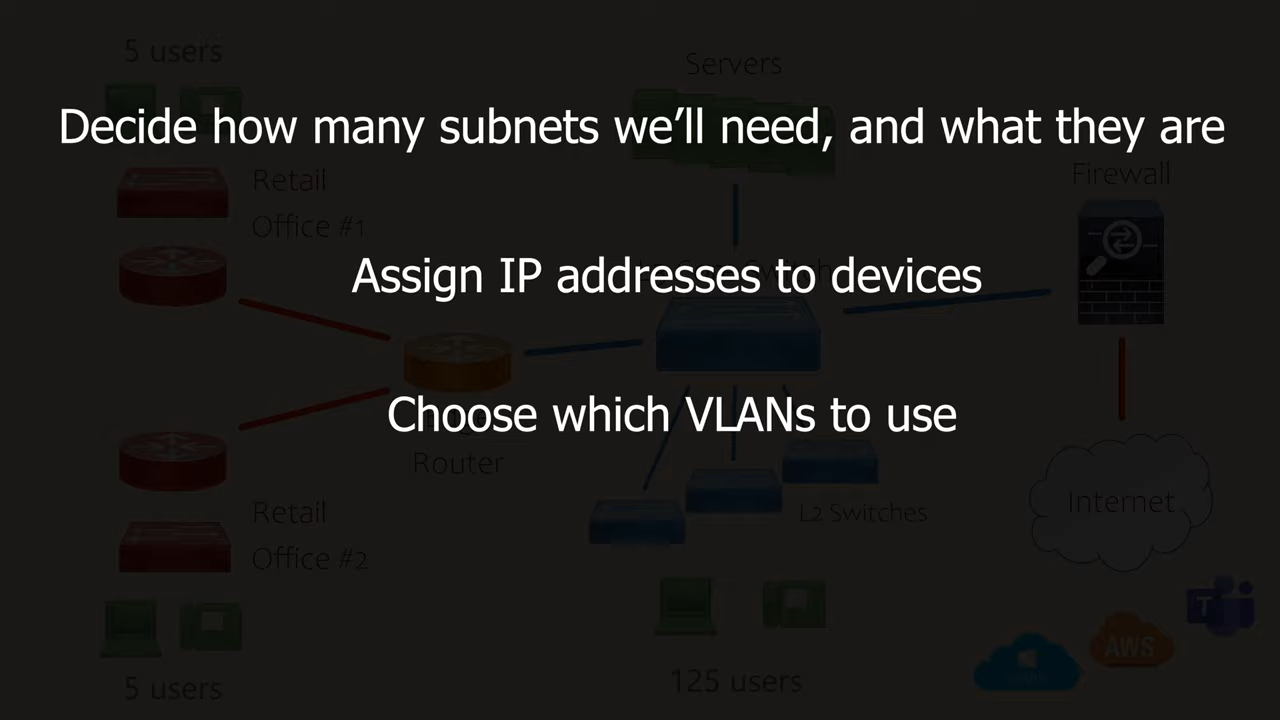 5 users
Servers
Decide how many subnets we’ll need, and what they are
Retail
Office #1
Firewall
Assign IP addresses to devices
Choose which VLANs to use
Router
Retail
Office #2
L2 Switches
Internet
5 users
125 users
AWS
T